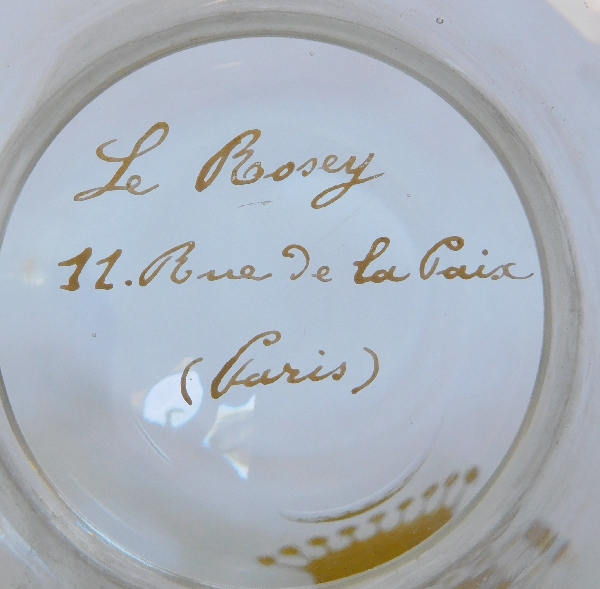 Le Rosey
11. Rue de la Paix
(Paris)